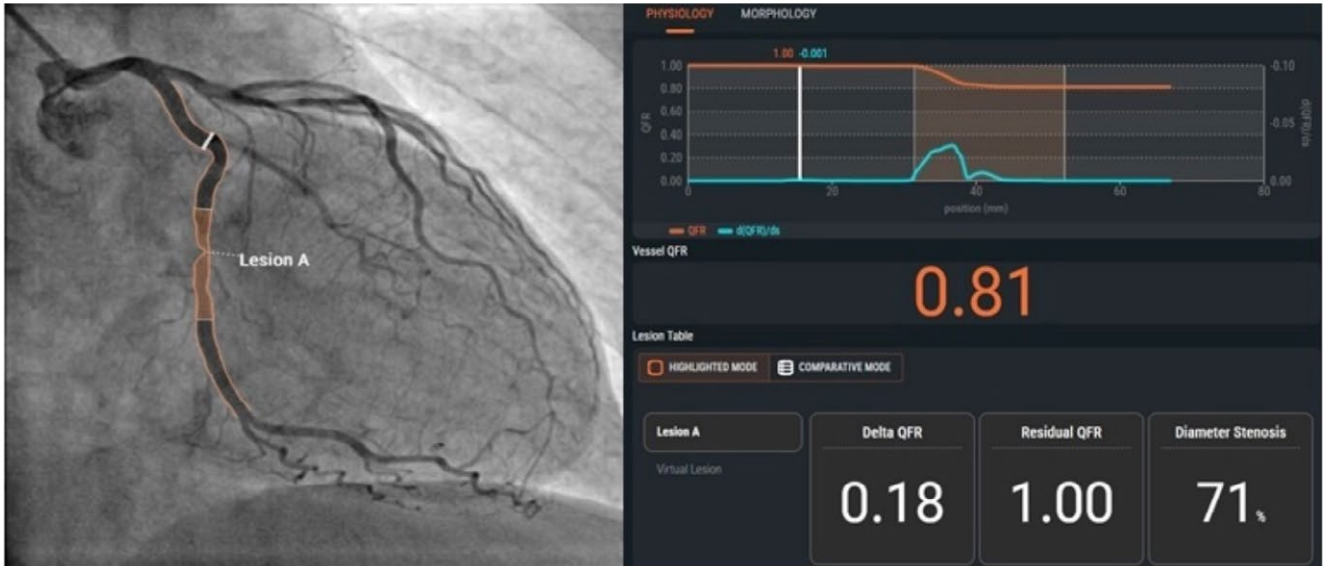 PHYSIOLOGY MORPHOLOGY
1.00 -0.001
1.00
0.80
0.60
0.40
0.20
0.00
QFR
-0.10
-0.05
0.00
d(QFR)/ds
20 40 60 80
position (mm)
QFR d(QFR)/ds
Lesion A
Vessel QFR
0.81
Lesion Table
HIGHLIGHTED MODE COMPARATIVE MODE
Lesion A Delta QFR Residual QFR Diameter Stenosis
Virtual Lesion
0.18 1.00 71%